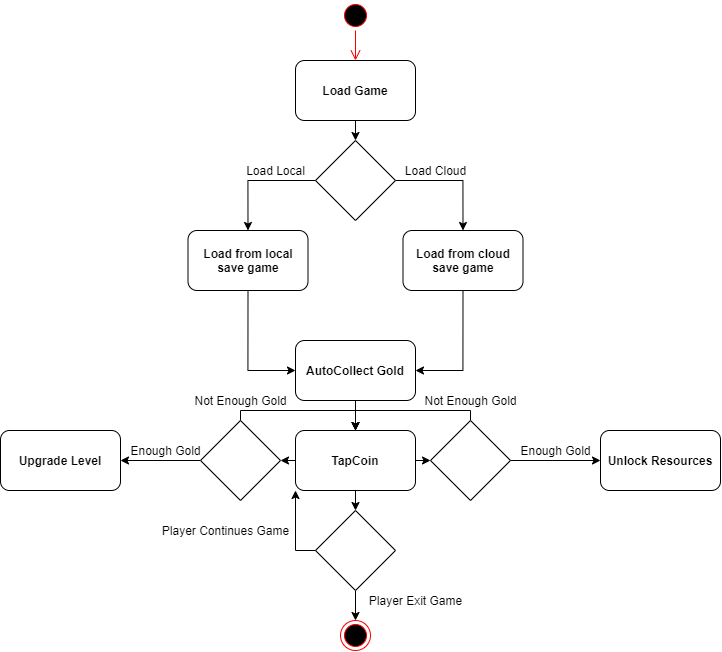 Load Game
Load Local
Load Cloud
Load from local
save game
Load from cloud
save game
AutoCollect Gold
Not Enough Gold
Not Enough Gold
Upgrade Level
Enough Gold
TapCoin
Enough Gold
Unlock Resources
Player Continues Game
Player Exit Game